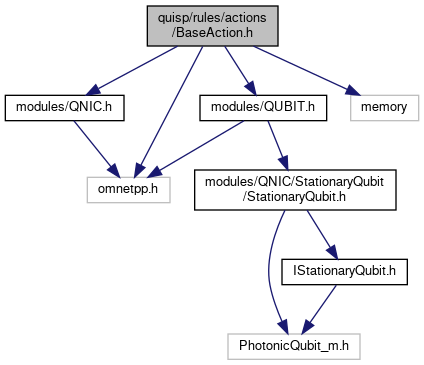 quisp/rules/actions
/BaseAction.h
modules/QNIC.h
modules/QUBIT.h
memory
omnetpp.h
modules/QNIC/StationaryQubit
/StationaryQubit.h
IStationaryQubit.h
PhotonicQubit_m.h